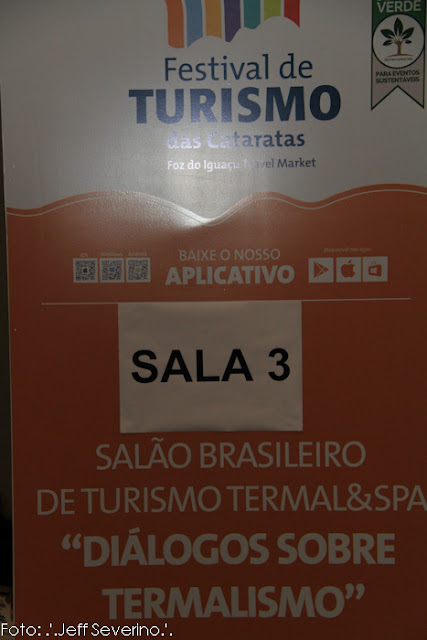 VERDE
PARA EVENTOS
SUSTENTÁVEIS
Festival de
TURISMO
das Cataratas
Foz do Iguaçu Travel Market
BAIXE O NOSSO
APLICATIVO
SALA 3
SALÃO BRASILEIRO
DE TURISMO TERMAL&SPA
“DIÁLOGOS SOBRE
TERMALISMO”
Foto: .'.Jeff Severino.'.